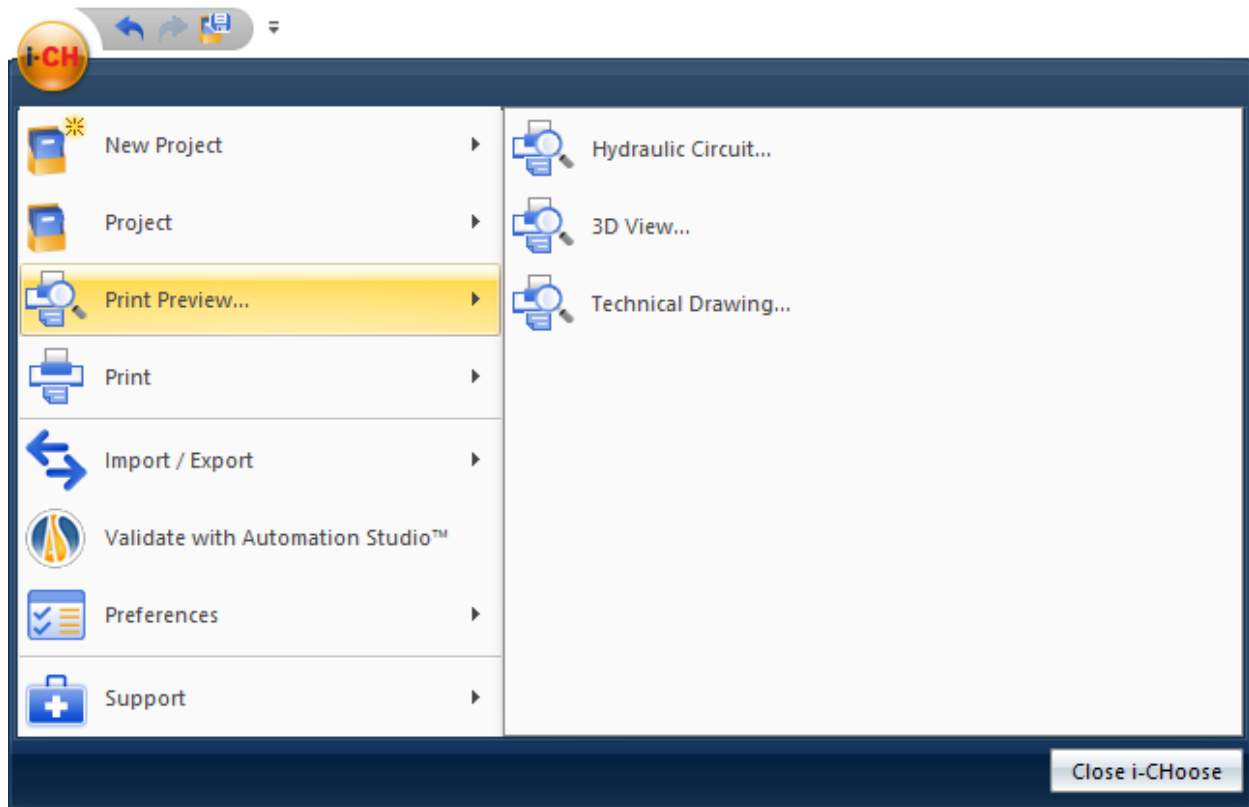 i-CH
New Project
Project
Print Preview...
Print
Import / Export
Validate with Automation Studio™
Preferences
Support
Hydraulic Circuit...
3D View...
Technical Drawing...
Close i-CHoose